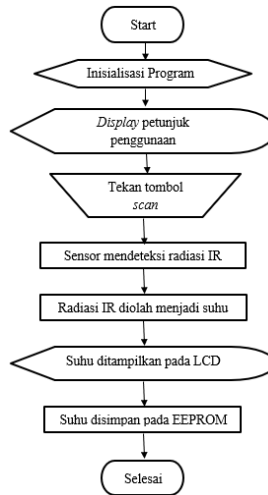 Start
Inisialisasi Program
Display petunjuk
penggunaan
Tekan tombol
scan
Sensor mendeteksi radiasi IR
Radiasi IR diolah menjadi suhu
Suhu ditampilkan pada LCD
Suhu disimpan pada EEPROM
Selesai